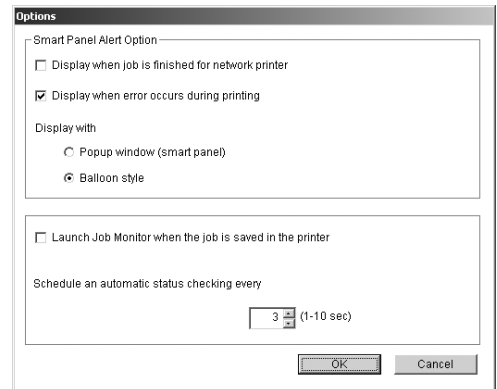 Options
Smart Panel Alert Option
Display when job is finished for network printer
Display when error occurs during printing
Display with
Popup window (smart panel)
Balloon style
Launch Job Monitor when the job is saved in the printer
Schedule an automatic status checking every
3 (1-10 sec)
OK Cancel